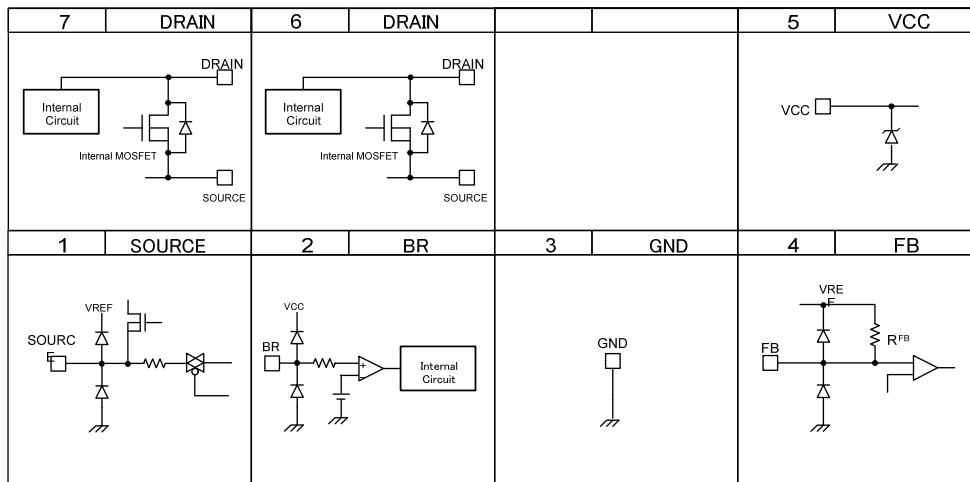 7 DRAIN 6 DRAIN 5 VCC
DRAIN
Internal
Circuit
Internal MOSFET
SOURCE
DRAIN
Internal
Circuit
Internal MOSFET
SOURCE
VCC
1 SOURCE 2 BR 3 GND 4 FB
VREF
SOURC
E
VCC
BR
+
-
Internal
Circuit
GND
VRE
F
RFB
FB